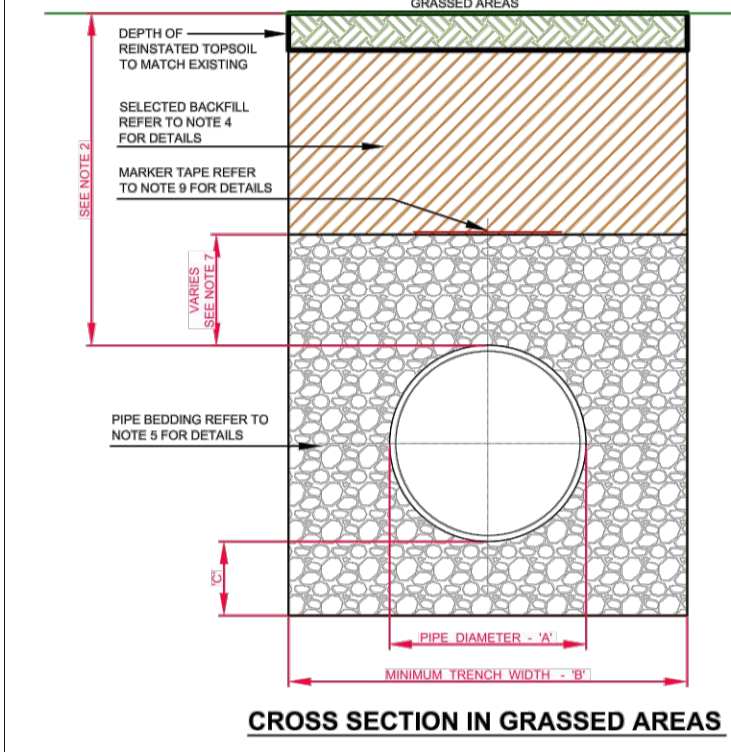 GRASSED AREAS
DEPTH OF
REINSTATED TOPSOIL
TO MATCH EXISTING
SELECTED BACKFILL
REFER TO NOTE 4
FOR DETAILS
MARKER TAPE REFER
TO NOTE 9 FOR DETAILS
SEE NOTE 2
VARIES
SEE NOTE 7
PIPE BEDDING REFER TO
NOTE 5 FOR DETAILS
'C'
PIPE DIAMETER - 'A'
MINIMUM TRENCH WIDTH - 'B'
CROSS SECTION IN GRASSED AREAS